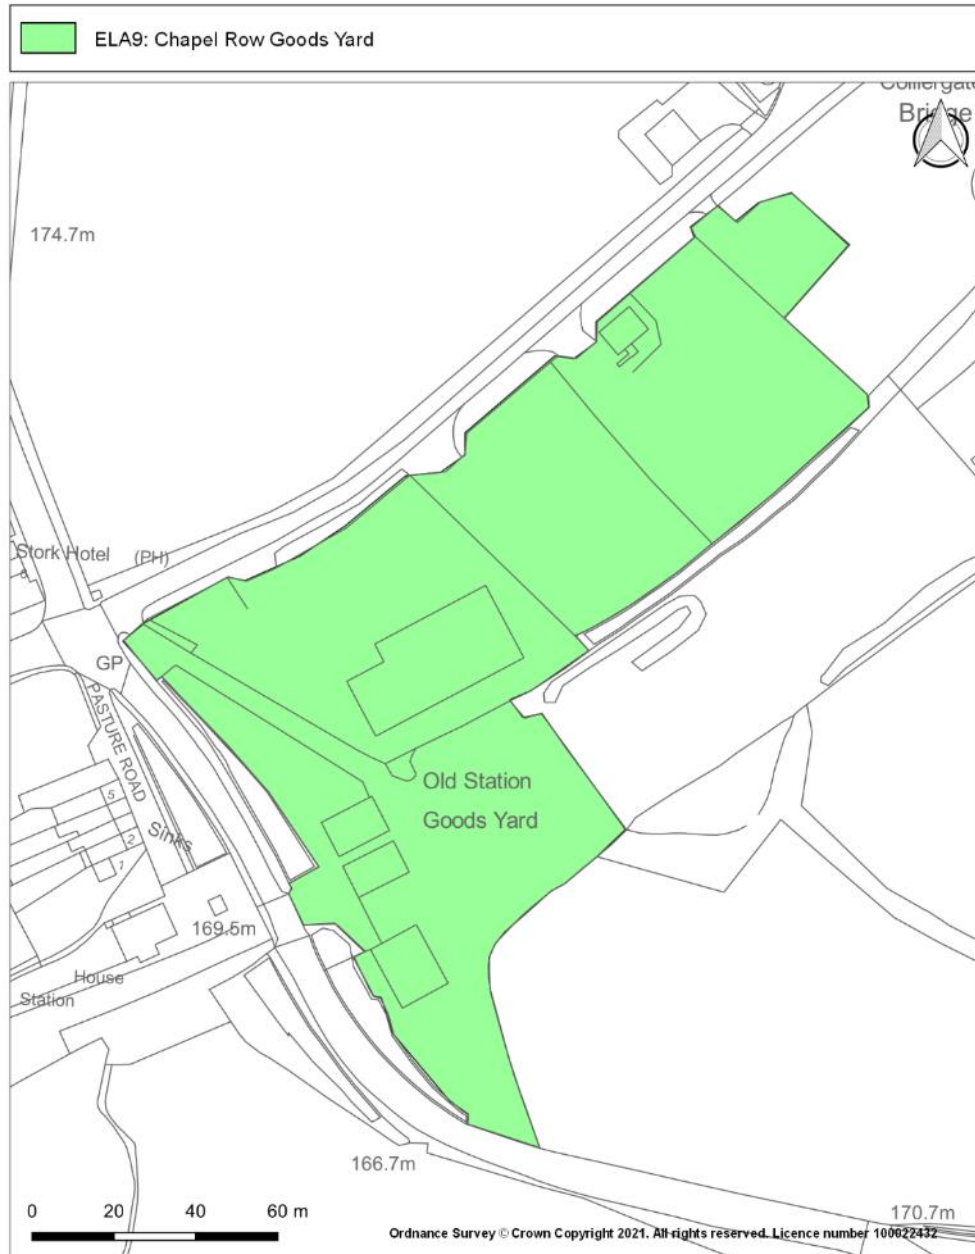 ELA9: Chapel Row Goods Yard
Colliergate
Bridge
174.7m
Stork Hotel (PH)
GP
PASTURE ROAD
5
2
1
Sinks
Old Station
Goods Yard
169.5m
House
Station
166.7m
170.7m
0 20 40 60 m
Ordnance Survey © Crown Copyright 2021. All rights reserved. Licence number 100022432